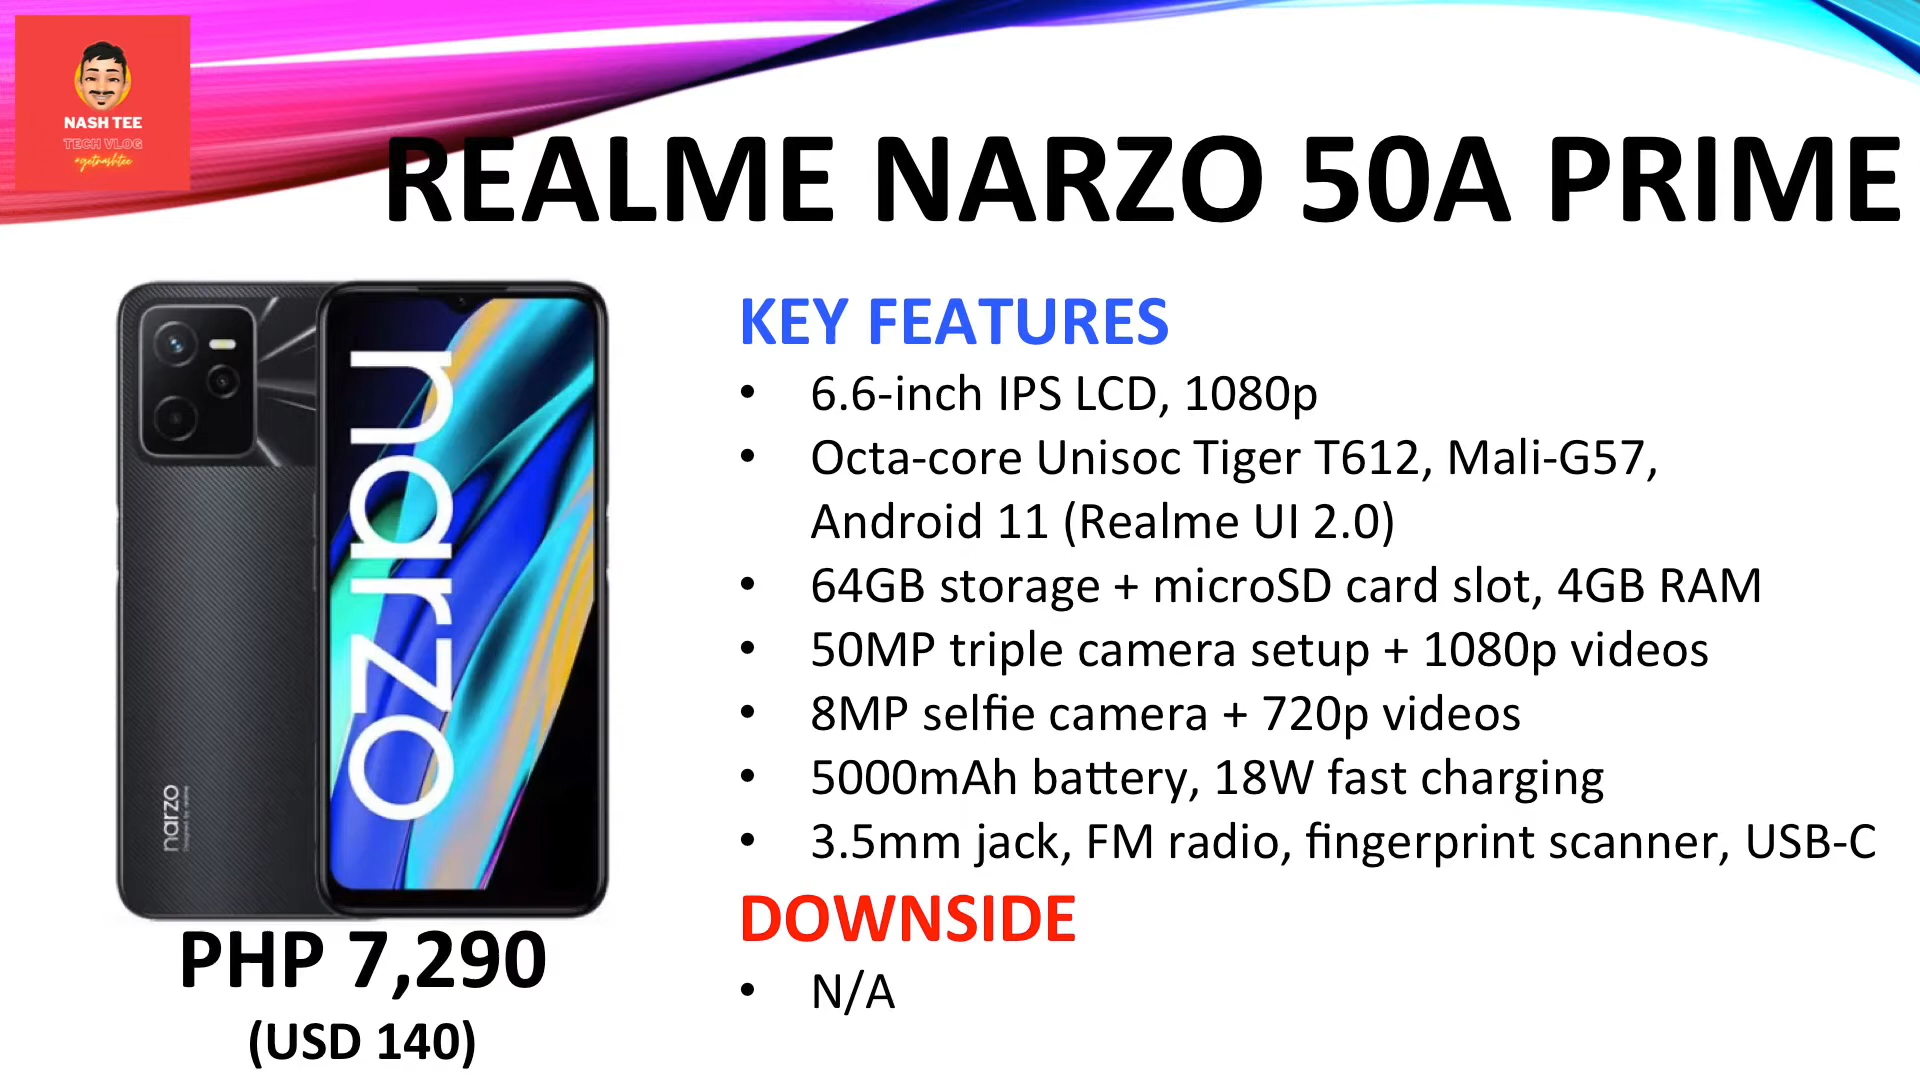 NASH TEE
TECH VLOG
#getnashtee
REALME NARZO 50A PRIME
narzo
narzo
KEY FEATURES
• 6.6-inch IPS LCD, 1080p
• Octa-core Unisoc Tiger T612, Mali-G57,
Android 11 (Realme UI 2.0)
• 64GB storage + microSD card slot, 4GB RAM
• 50MP triple camera setup + 1080p videos
• 8MP selfie camera + 720p videos
• 5000mAh battery, 18W fast charging
• 3.5mm jack, FM radio, fingerprint scanner, USB-C
DOWNSIDE
• N/A
PHP 7,290
(USD 140)